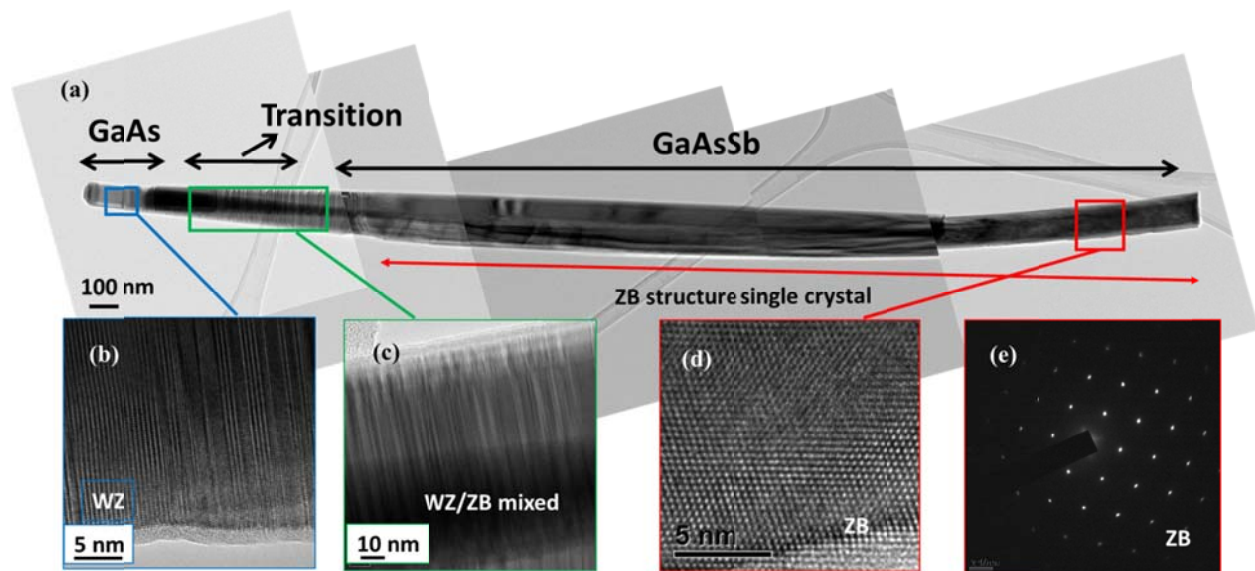 (a)
GaAs
Transition
GaAsSb
100 nm
ZB structure single crystal
(b)
WZ
5 nm
(c)
WZ/ZB mixed
10 nm
(d)
ZB
5 nm
(e)
ZB